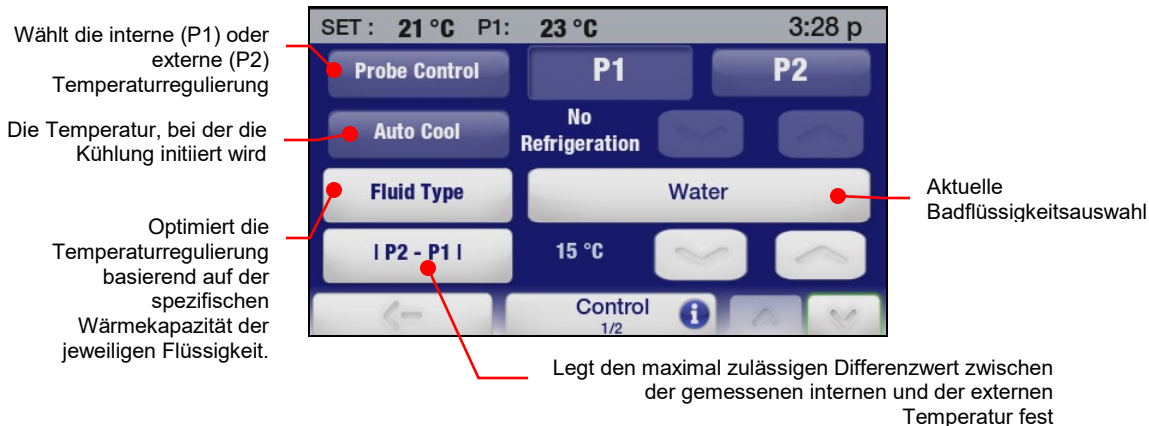 SET : 21 °C P1: 23 °C 3:28 p
Wählt die interne (P1) oder
externe (P2)
Temperaturregulierung
Probe Control P1 P2
Die Temperatur, bei der die
Kühlung initiiert wird
Auto Cool
No
Refrigeration
Fluid Type Water
Aktuelle
Badflüssigkeitsauswahl
Optimiert die
Temperaturregulierung
basierend auf der
spezifischen
Wärmekapazität der
jeweiligen Flüssigkeit.
I P2 - P1 I 15 °C
Control
1/2
i
Legt den maximal zulässigen Differenzwert zwischen
der gemessenen internen und der externen
Temperatur fest